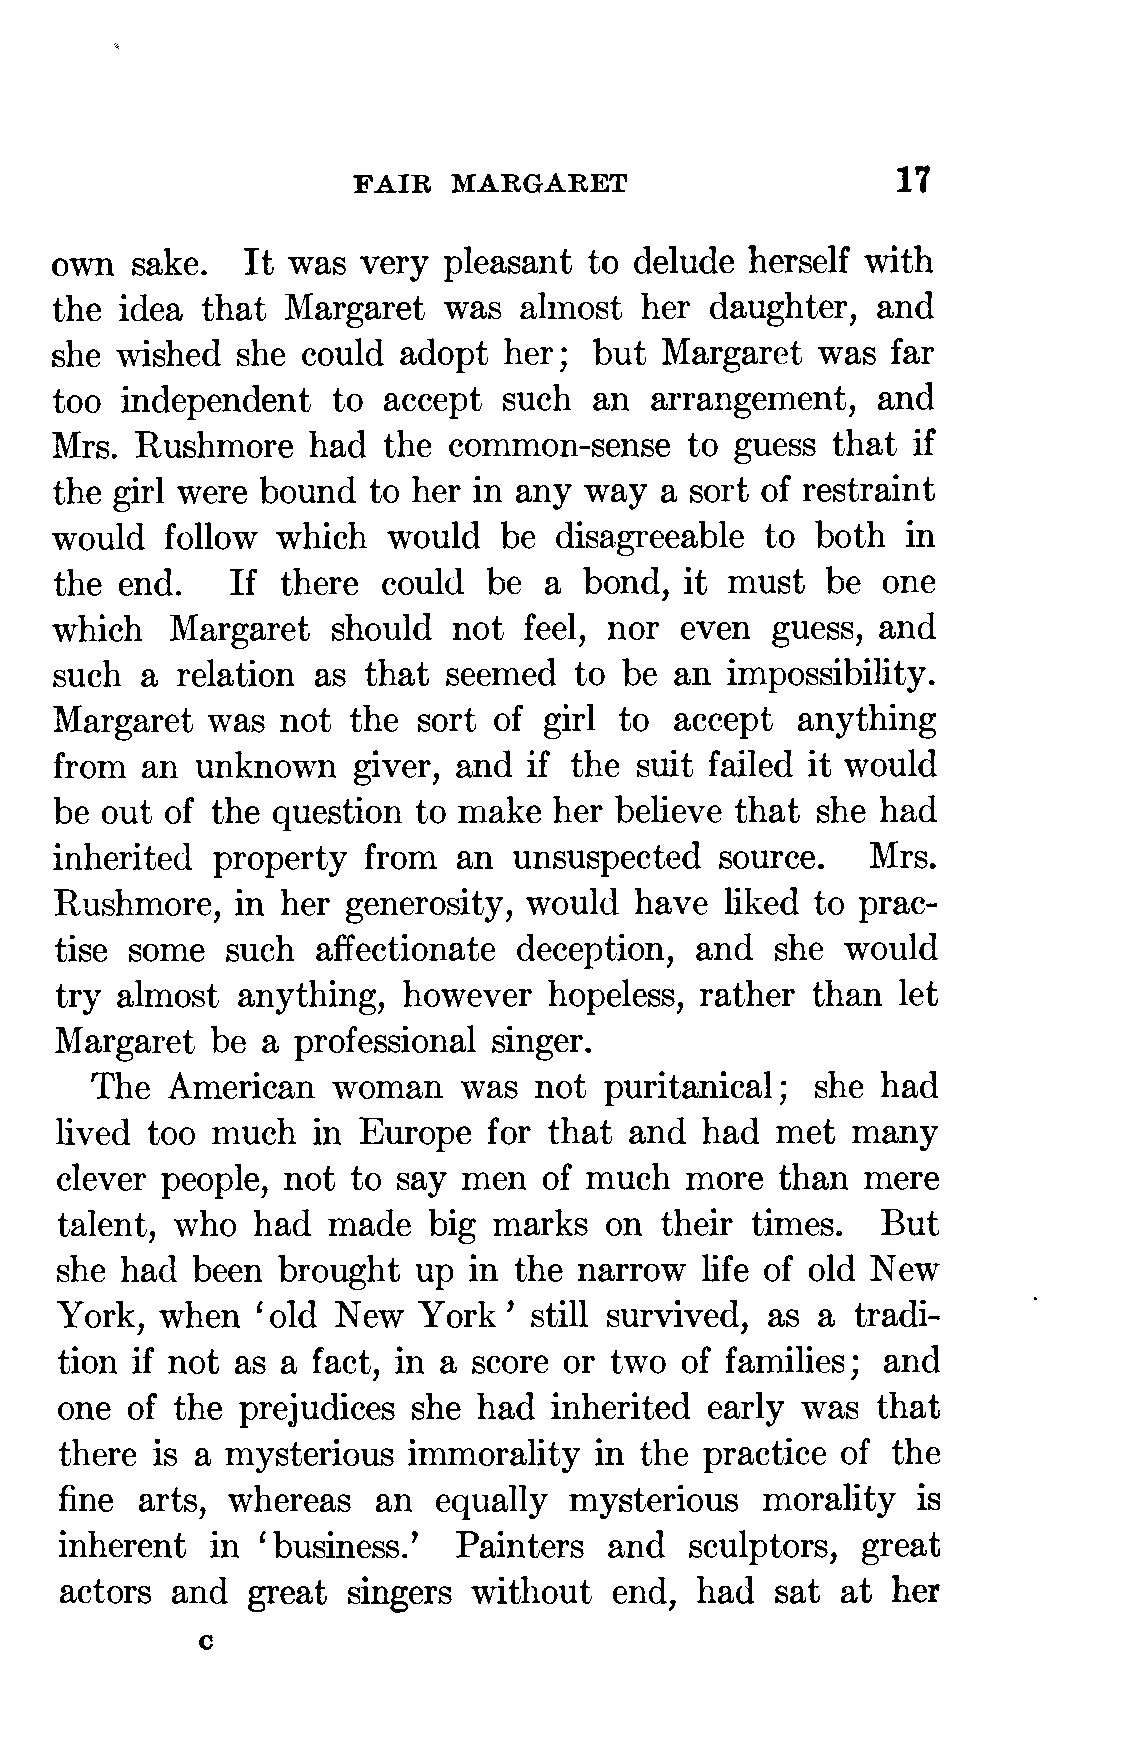 FAIR MARGARET 17
own sake. It was very pleasant to delude herself with
the idea that Margaret was almost her daughter, and
she wished she could adopt her; but Margaret was far
too independent to accept such an arrangement, and
Mrs. Rushmore had the common-sense to guess that if
the girl were bound to her in any way a sort of restraint
would follow which would be disagreeable to both in
the end. If there could be a bond, it must be one
which Margaret should not feel, nor even guess, and
such a relation as that seemed to be an impossibility.
Margaret was not the sort of girl to accept anything
from an unknown giver, and if the suit failed it would
be out of the question to make her believe that she had
inherited property from an unsuspected source. Mrs.
Rushmore, in her generosity, would have liked to prac-
tise some such affectionate deception, and she would
try almost anything, however hopeless, rather than let
Margaret be a professional singer.
The American woman was not puritanical; she had
lived too much in Europe for that and had met many
clever people, not to say men of much more than mere
talent, who had made big marks on their times. But
she had been brought up in the narrow life of old New
York, when ‘old New York’ still survived, as a tradi-
tion if not as a fact, in a score or two of families; and
one of the prejudices she had inherited early was that
there is a mysterious immorality in the practice of the
fine arts, whereas an equally mysterious morality is
inherent in ‘business.’ Painters and sculptors, great
actors and great singers without end, had sat at her
C